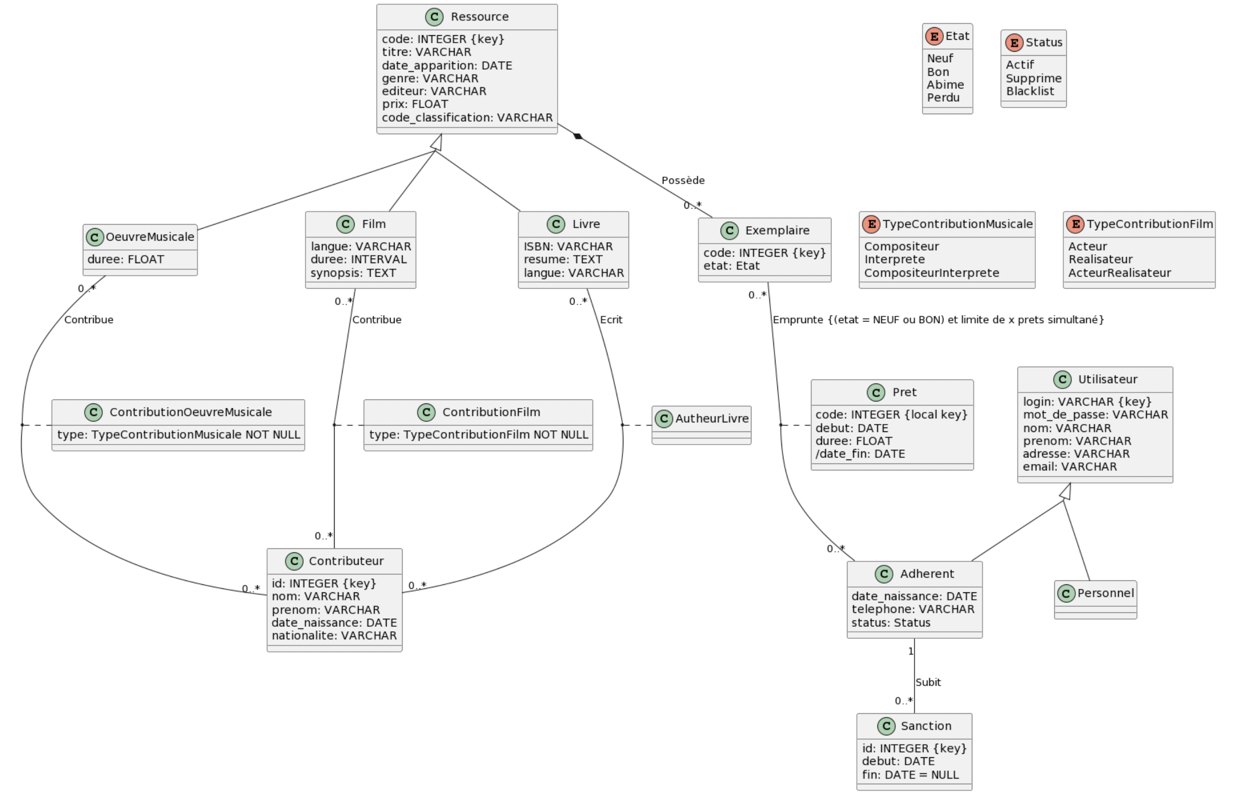 Ressource
code: INTEGER {key}
titre: VARCHAR
date_apparition: DATE
genre: VARCHAR
editeur: VARCHAR
prix: FLOAT
code_classification: VARCHAR
E Etat
Neuf
Bon
Abime
Perdu
E Status
Actif
Supprime
Blacklist
Possède
0..*
C OeuvreMusicale
duree: FLOAT
C Film
langue: VARCHAR
duree: INTERVAL
synopsis: TEXT
C Livre
ISBN: VARCHAR
resume: TEXT
langue: VARCHAR
C Exemplaire
code: INTEGER {key}
etat: Etat
E TypeContributionMusicale
Compositeur
Interprete
CompositeurInterprete
E TypeContributionFilm
Acteur
Realisateur
ActeurRealisateur
0..*
Contribue
0..*
Contribue
0..*
Ecrit
0..*
Emprunte {(etat = NEUF ou BON) et limite de x prets simultané}
C ContributionOeuvreMusicale
type: TypeContributionMusicale NOT NULL
C ContributionFilm
type: TypeContributionFilm NOT NULL
C AutheurLivre
C Pret
code: INTEGER {local key}
debut: DATE
duree: FLOAT
/date_fin: DATE
C Utilisateur
login: VARCHAR {key}
mot_de_passe: VARCHAR
nom: VARCHAR
prenom: VARCHAR
adresse: VARCHAR
email: VARCHAR
0..*
0..*
0..*
0..*
C Contributeur
id: INTEGER {key}
nom: VARCHAR
prenom: VARCHAR
date_naissance: DATE
nationalite: VARCHAR
C Adherent
date_naissance: DATE
telephone: VARCHAR
status: Status
C Personnel
1
Subit
0..*
C Sanction
id: INTEGER {key}
debut: DATE
fin: DATE = NULL